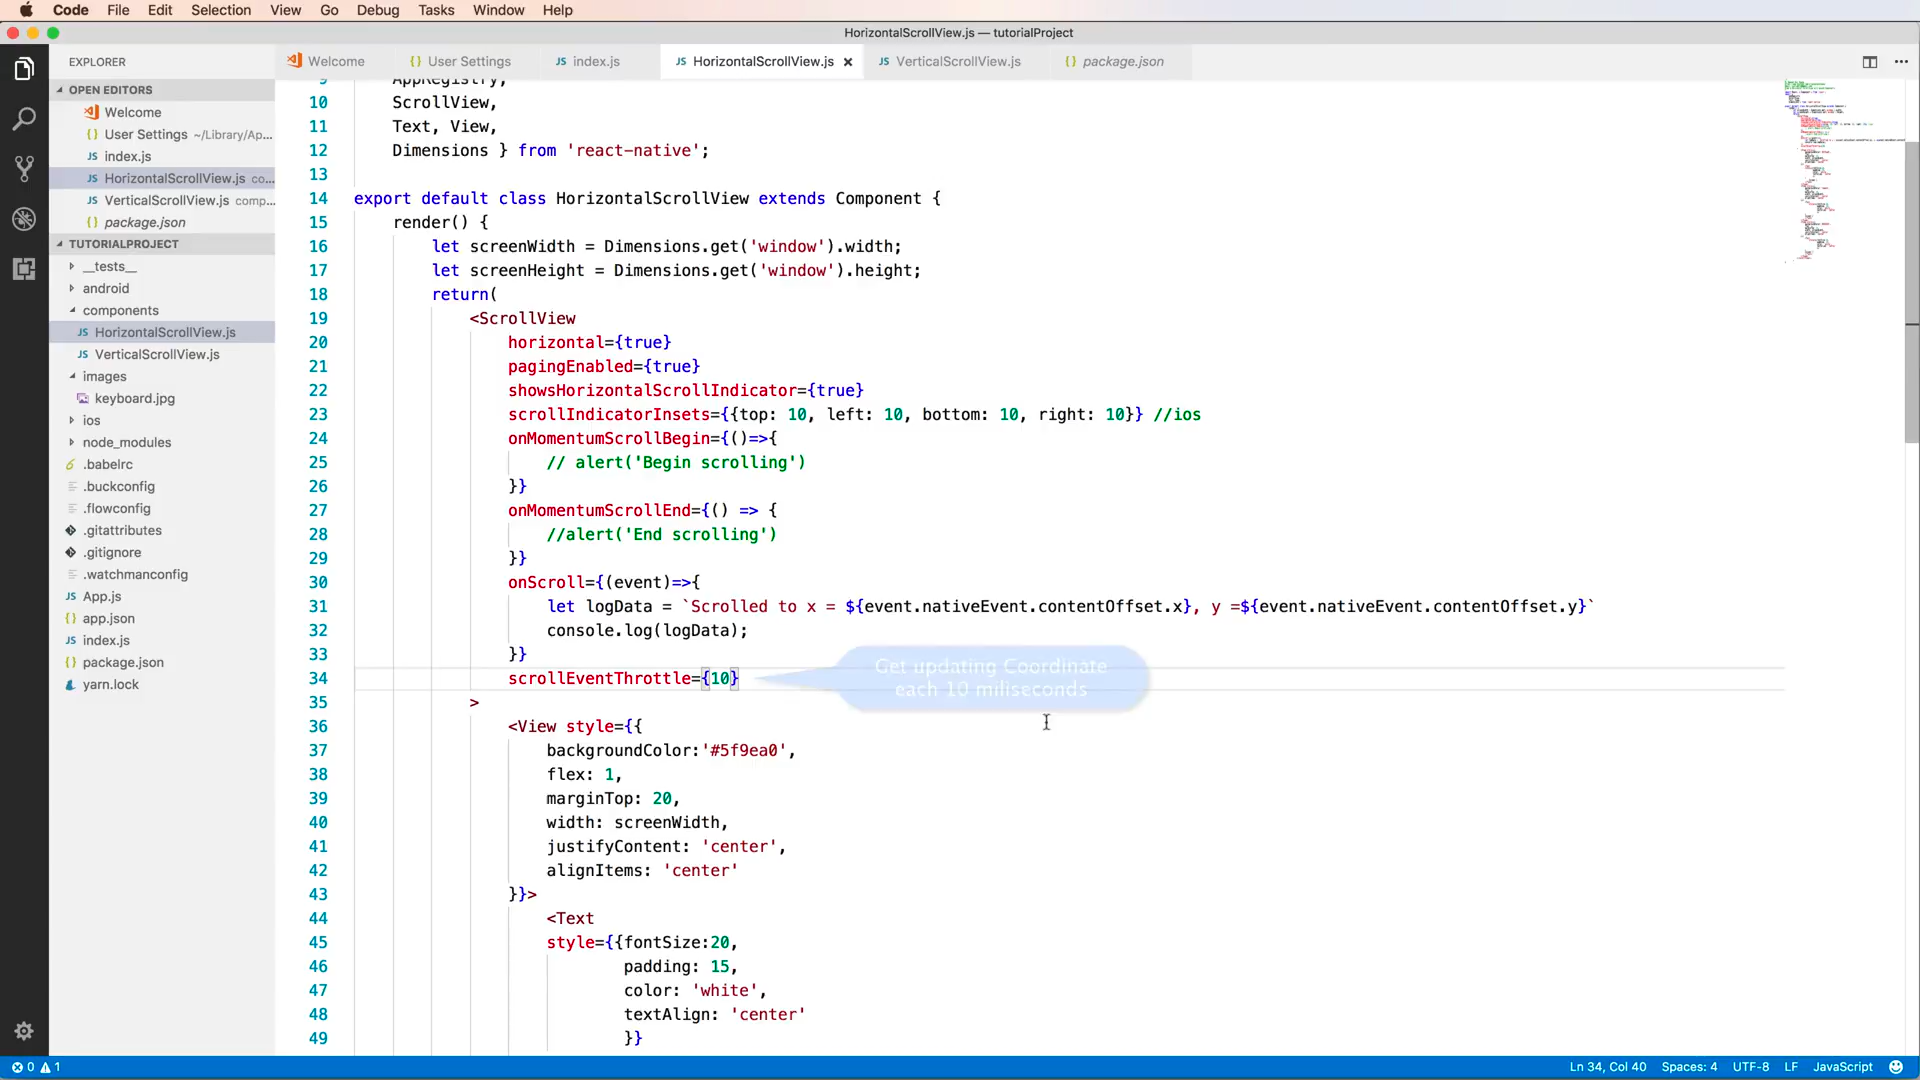 Code File Edit Selection View Go Debug Tasks Window Help
HorizontalScrollView.js — tutorialProject
EXPLORER
OPEN EDITORS
Welcome
User Settings ~/Library/Ap...
index.js
HorizontalScrollView.js co...
VerticalScrollView.js comp...
package.json
TUTORIALPROJECT
__tests__
android
components
HorizontalScrollView.js
VerticalScrollView.js
images
keyboard.jpg
ios
node_modules
.babelrc
.buckconfig
.flowconfig
.gitattributes
.gitignore
.watchmanconfig
App.js
app.json
index.js
package.json
yarn.lock
Welcome User Settings index.js HorizontalScrollView.js VerticalScrollView.js package.json
9 AppRegistry,
10 ScrollView,
11 Text, View,
12 Dimensions } from 'react-native';
13
14 export default class HorizontalScrollView extends Component {
15 render() {
16 let screenWidth = Dimensions.get('window').width;
17 let screenHeight = Dimensions.get('window').height;
18 return(
19 <ScrollView
20 horizontal={true}
21 pagingEnabled={true}
22 showsHorizontalScrollIndicator={true}
23 scrollIndicatorInsets={{top: 10, left: 10, bottom: 10, right: 10}} //ios
24 onMomentumScrollBegin={()=>{
25 // alert('Begin scrolling')
26 }}
27 onMomentumScrollEnd={() => {
28 //alert('End scrolling')
29 }}
30 onScroll={(event)=>{
31 let logData = `Scrolled to x = ${event.nativeEvent.contentOffset.x}, y =${event.nativeEvent.contentOffset.y}`
32 console.log(logData);
33 }}
34 scrollEventThrottle={10}
Get updating Coordinate
each 10 miliseconds
35 >
36 <View style={{
37 backgroundColor:'#5f9ea0',
38 flex: 1,
39 marginTop: 20,
40 width: screenWidth,
41 justifyContent: 'center',
42 alignItems: 'center'
43 }}>
44 <Text
45 style={{fontSize:20,
46 padding: 15,
47 color: 'white',
48 textAlign: 'center'
49 }}
0 1 Ln 34, Col 40 Spaces: 4 UTF-8 LF JavaScript